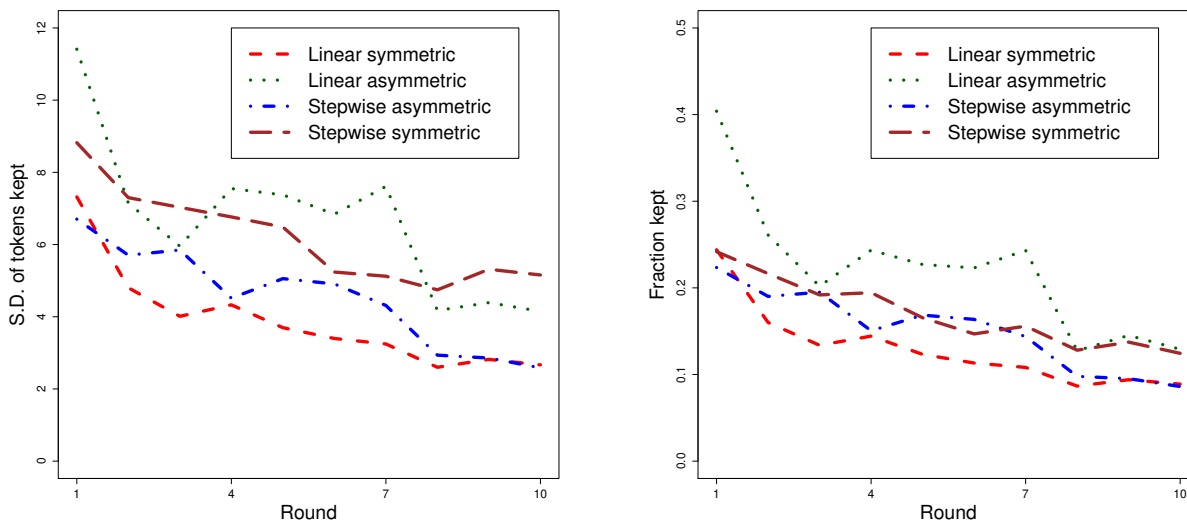 S.D. of tokens kept
12
10
8
6
4
2
0
Linear symmetric
Linear asymmetric
Stepwise asymmetric
Stepwise symmetric
1 4 7 10
Round
Fraction kept
0.5
0.4
0.3
0.2
0.1
0.0
Linear symmetric
Linear asymmetric
Stepwise asymmetric
Stepwise symmetric
1 4 7 10
Round